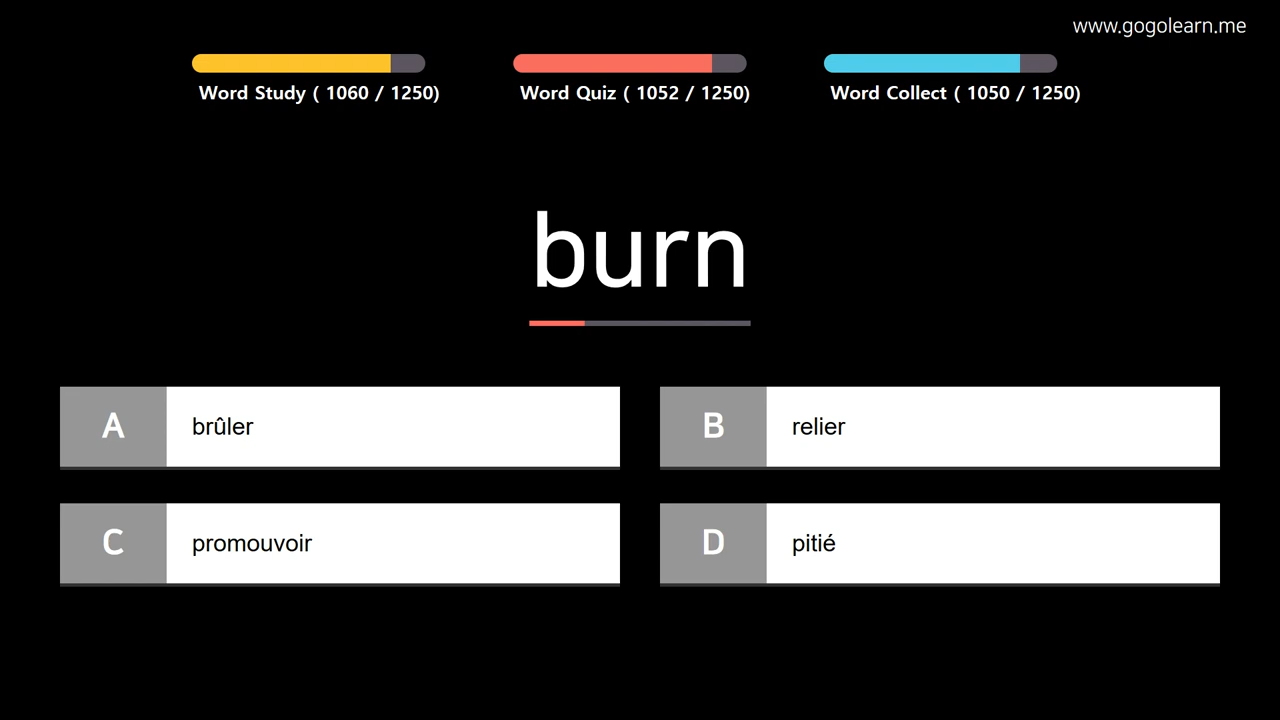 www.gogolearn.me
Word Study ( 1060 / 1250)
Word Quiz ( 1052 / 1250)
Word Collect ( 1050 / 1250)
burn
A brûler
B relier
C promouvoir
D pitié